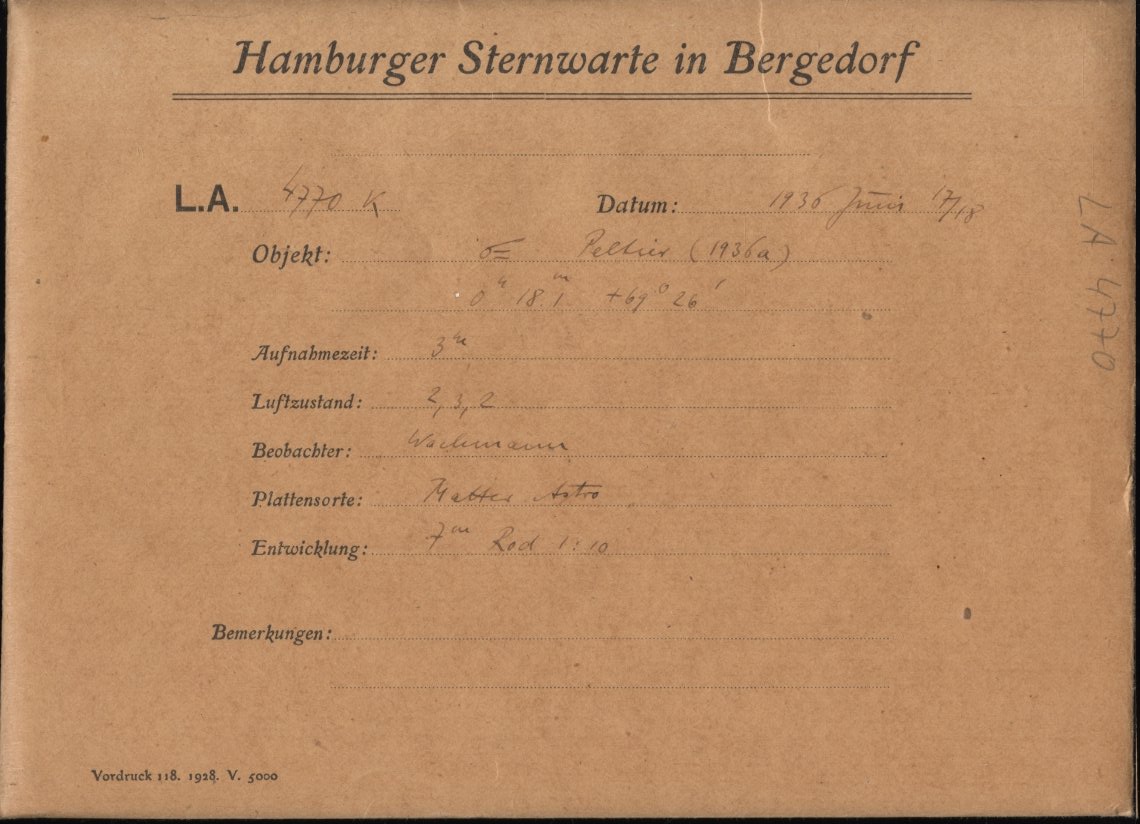 Hamburger Sternwarte in Bergedorf
L.A. 4770 K Datum: 1936 Juni 17/18
Objekt: Peltier (1936a)
0ʰ 18.1ᵐ +69° 26'
Aufnahmezeit: 3ᵐ
Luftzustand: 2, 3, 2
Beobachter: Wachmann
Plattensorte: Astro
Entwicklung: 7ᵐ Rod 1:10
Bemerkungen:
Vordruck 118. 1928. V. 5000
LA 4770